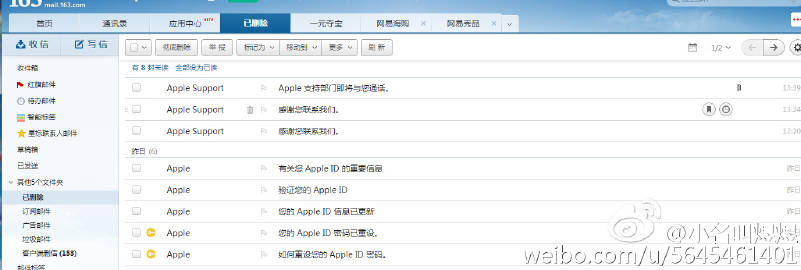 163
mail.163.com
首页 通讯录 应用中心 已删除 一元夺宝 网易海购 网易秀品
收信 写信 彻底删除 举报 标记为 移动到 更多 刷新 1/2
收件箱 有 8 封未读 全部设为已读
红旗邮件 Apple Support Apple 支持部门即将与您通话。 13:39
待办邮件 Apple Support 感谢您联系我们。 13:24
智能标签 Apple Support 感谢您联系我们。 12:20
星标联系人邮件
草稿箱 昨日 (6)
已发送 Apple 有关您 Apple ID 的重要信息 昨日
其他5个文件夹 Apple 验证您的 Apple ID 昨日
已删除 Apple 您的 Apple ID 信息已更新 昨日
订阅邮件
广告邮件 Apple 您的 Apple ID 密码已重设。
垃圾邮件
客户端删信 (153) Apple 如何重设您的 Apple ID 密码。
邮件标签
@小名叫燃燃
weibo.com/u/5645461401